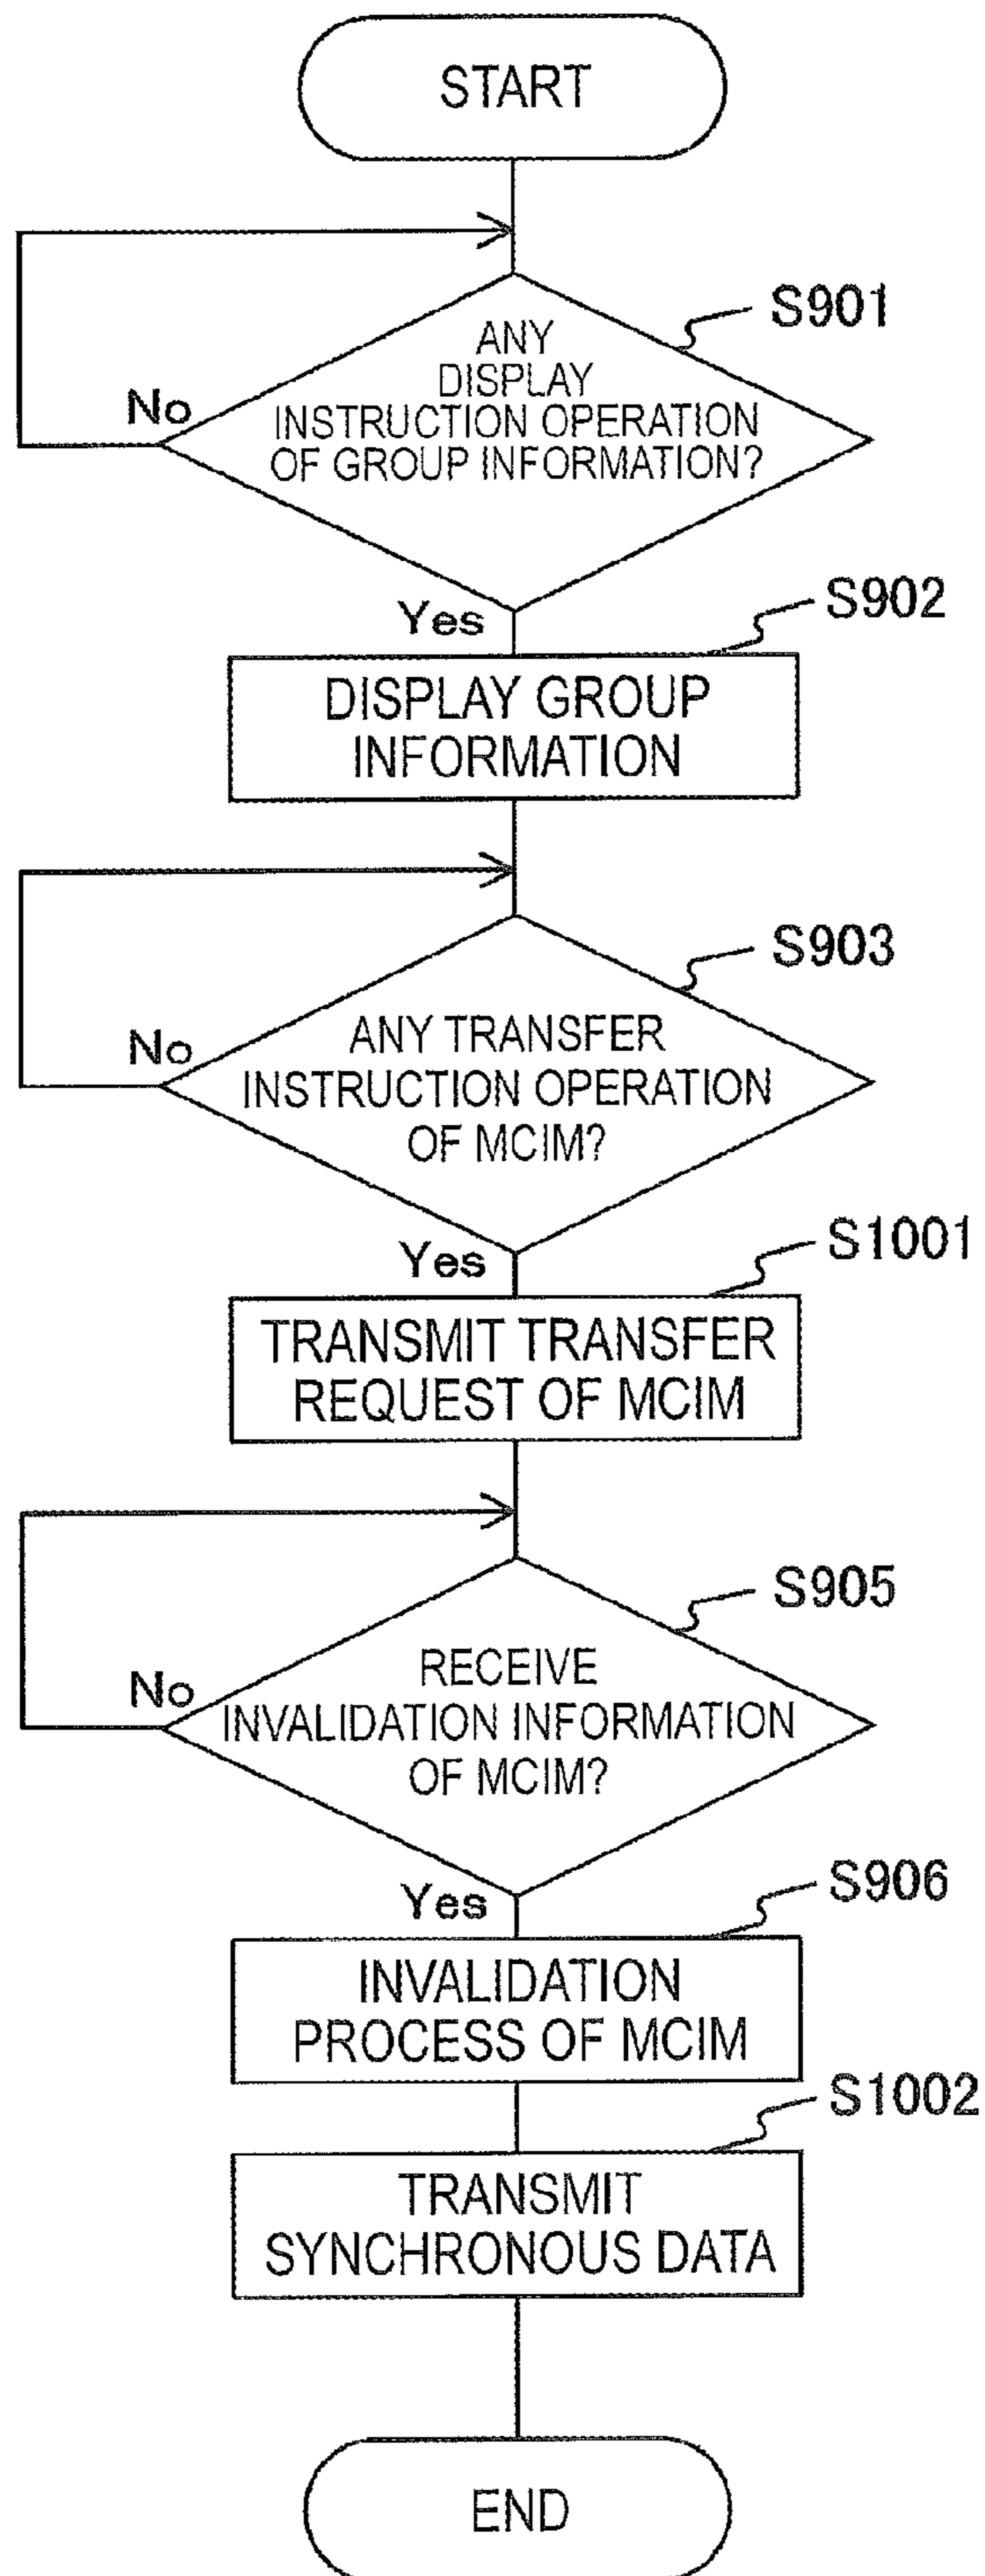 START
S901
ANY
DISPLAY
INSTRUCTION OPERATION
OF GROUP INFORMATION?
No
Yes
S902
DISPLAY GROUP
INFORMATION
S903
ANY TRANSFER
INSTRUCTION OPERATION
OF MCIM?
No
Yes
S1001
TRANSMIT TRANSFER
REQUEST OF MCIM
S905
RECEIVE
INVALIDATION INFORMATION
OF MCIM?
No
Yes
S906
INVALIDATION
PROCESS OF MCIM
S1002
TRANSMIT
SYNCHRONOUS DATA
END